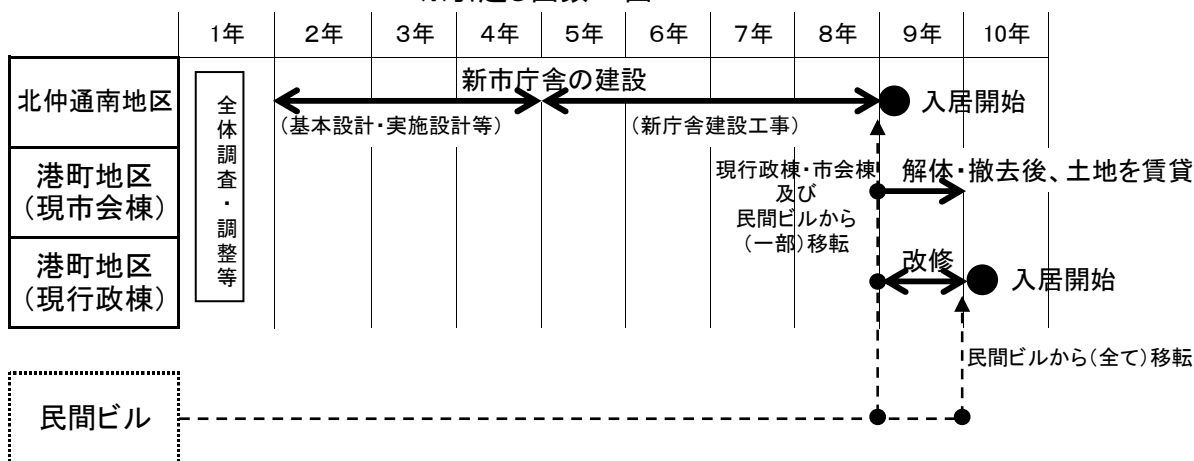 1年 2年 3年 4年 5年 6年 7年 8年 9年 10年
北仲通南地区
全体調査・調整等
新市庁舎の建設
入居開始
(基本設計・実施設計等)
(新庁舎建設工事)
港町地区
(現市会棟)
現行政棟・市会棟
及び
民間ビルから
(一部)移転
解体・撤去後、土地を賃貸
港町地区
(現行政棟)
改修
入居開始
民間ビルから(全て)移転
民間ビル